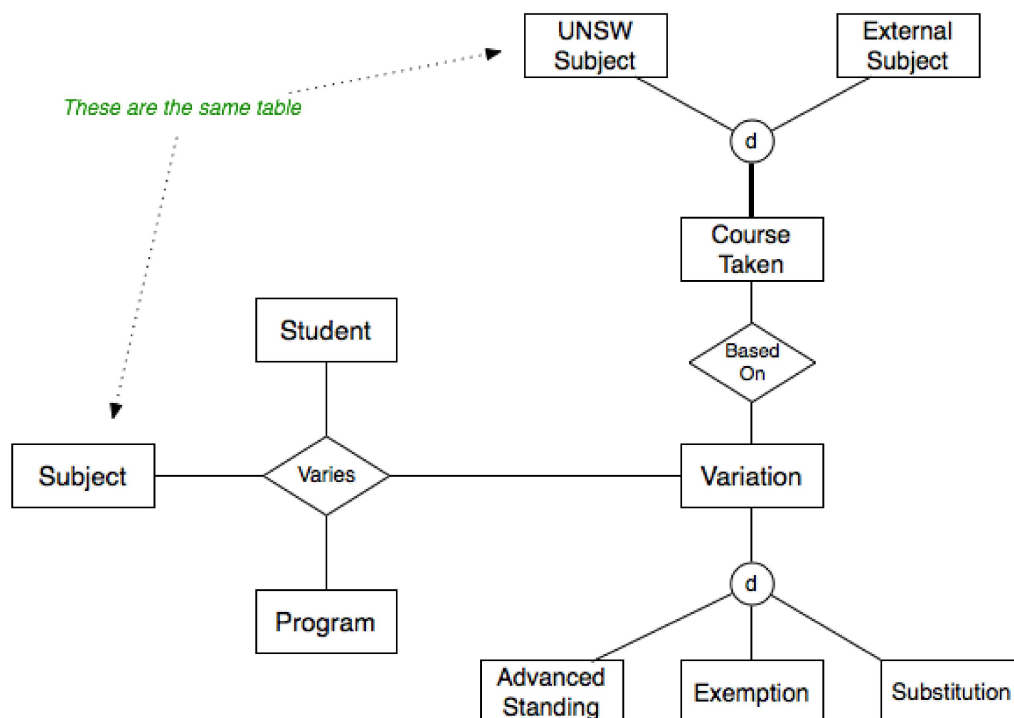 UNSW
Subject
External
Subject
These are the same table
d
Course
Taken
Student
Based
On
Subject
Varies
Variation
d
Program
Advanced
Standing
Exemption
Substitution